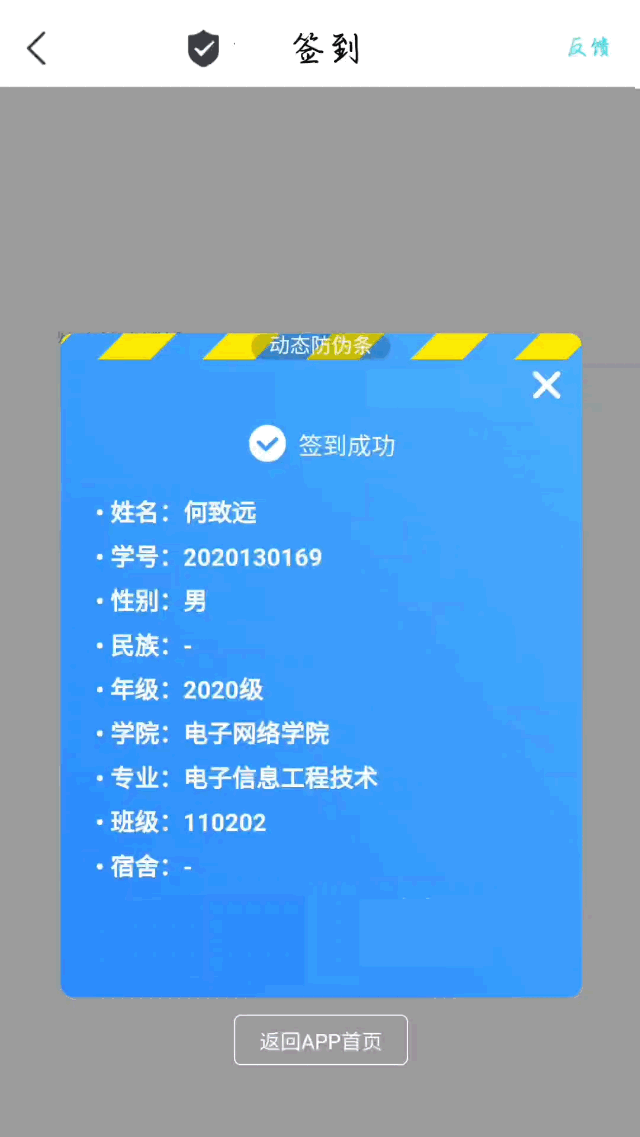 签到
反馈
动态防伪条
签到成功
• 姓名：何致远
• 学号：2020130169
• 性别：男
• 民族：-
• 年级：2020级
• 学院：电子网络学院
• 专业：电子信息工程技术
• 班级：110202
• 宿舍：-
返回APP首页